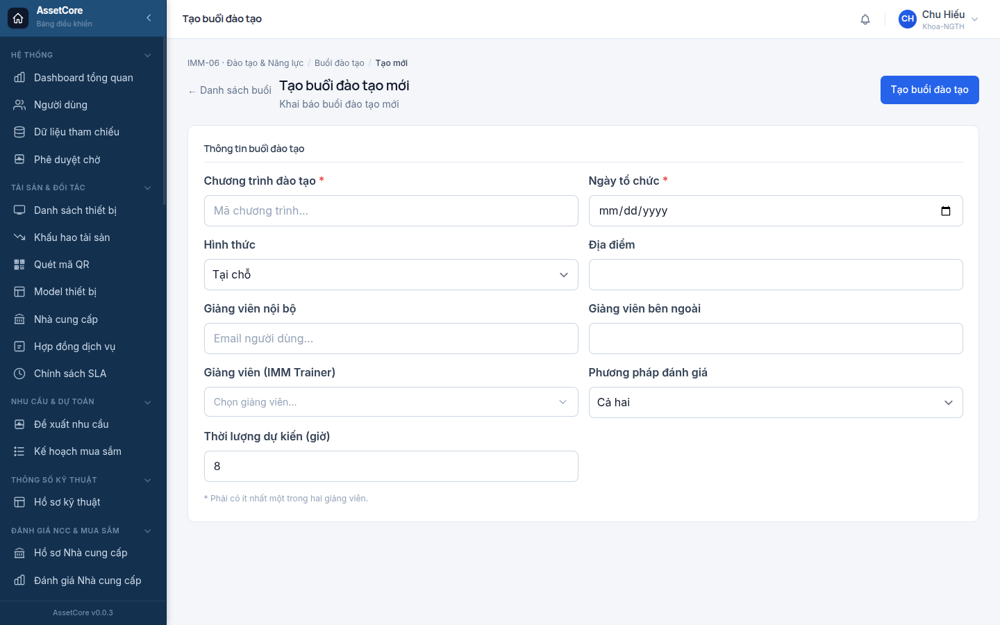 AssetCore
Bảng điều khiển
HỆ THỐNG
Dashboard tổng quan
Người dùng
Dữ liệu tham chiếu
Phê duyệt chờ
TÀI SẢN & ĐỐI TÁC
Danh sách thiết bị
Khấu hao tài sản
Quét mã QR
Model thiết bị
Nhà cung cấp
Hợp đồng dịch vụ
Chính sách SLA
NHU CẦU & DỰ TOÁN
Đề xuất nhu cầu
Kế hoạch mua sắm
THÔNG SỐ KỸ THUẬT
Hồ sơ kỹ thuật
ĐÁNH GIÁ NCC & MUA SẮM
Hồ sơ Nhà cung cấp
Đánh giá Nhà cung cấp
AssetCore v0.0.3
Tạo buổi đào tạo
CH
Chu Hiếu
Khoa-NGTH
IMM-06 · Đào tạo & Năng lực / Buổi đào tạo / Tạo mới
← Danh sách buổi
Tạo buổi đào tạo mới
Khai báo buổi đào tạo mới
Tạo buổi đào tạo
Thông tin buổi đào tạo
Chương trình đào tạo *
Mã chương trình...
Ngày tổ chức *
mm/dd/yyyy
Hình thức
Tại chỗ
Địa điểm
Giảng viên nội bộ
Email người dùng...
Giảng viên bên ngoài
Giảng viên (IMM Trainer)
Chọn giảng viên...
Phương pháp đánh giá
Cả hai
Thời lượng dự kiến (giờ)
8
* Phải có ít nhất một trong hai giảng viên.